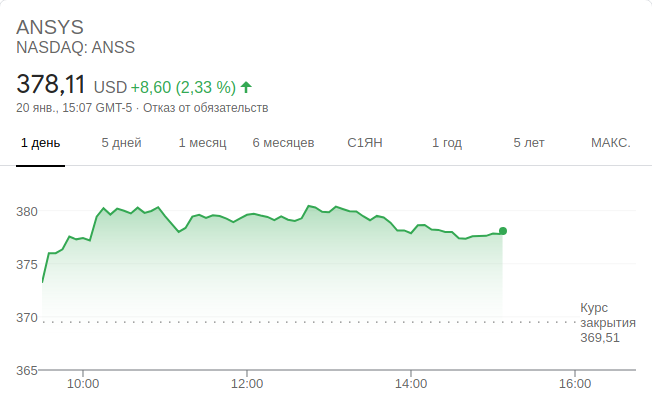 ANSYS
NASDAQ: ANSS
378,11 USD +8,60 (2,33 %)
20 янв., 15:07 GMT-5 · Отказ от обязательств
1 день 5 дней 1 месяц 6 месяцев С1ЯН 1 год 5 лет МАКС.
380
375
370
365
Курс
закрытия
369,51
10:00 12:00 14:00 16:00